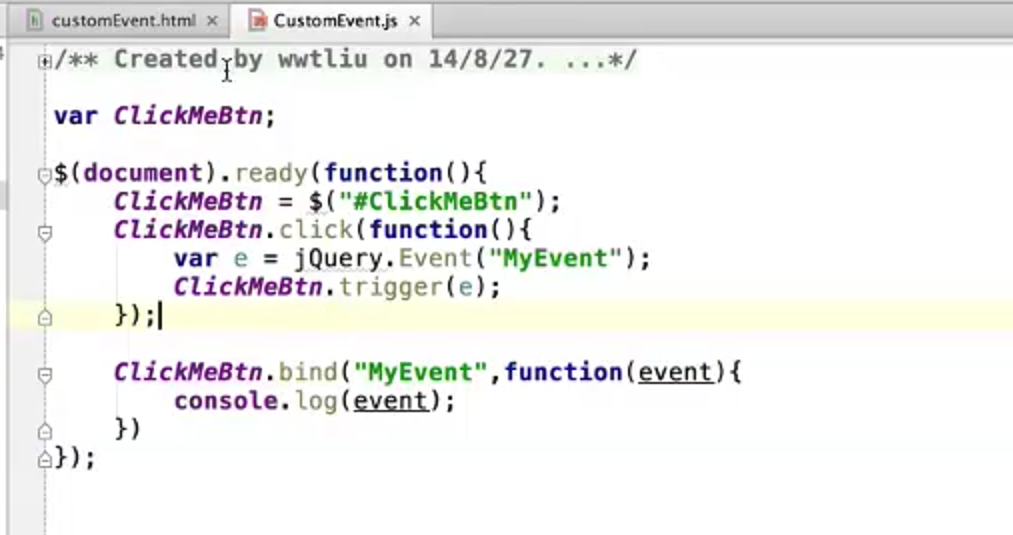 customEvent.html × CustomEvent.js ×
/** Created by wwtliu on 14/8/27. ...*/
var ClickMeBtn;
$(document).ready(function(){
    ClickMeBtn = $("#ClickMeBtn");
    ClickMeBtn.click(function(){
        var e = jQuery.Event("MyEvent");
        ClickMeBtn.trigger(e);
    });
    ClickMeBtn.bind("MyEvent",function(event){
        console.log(event);
    })
});